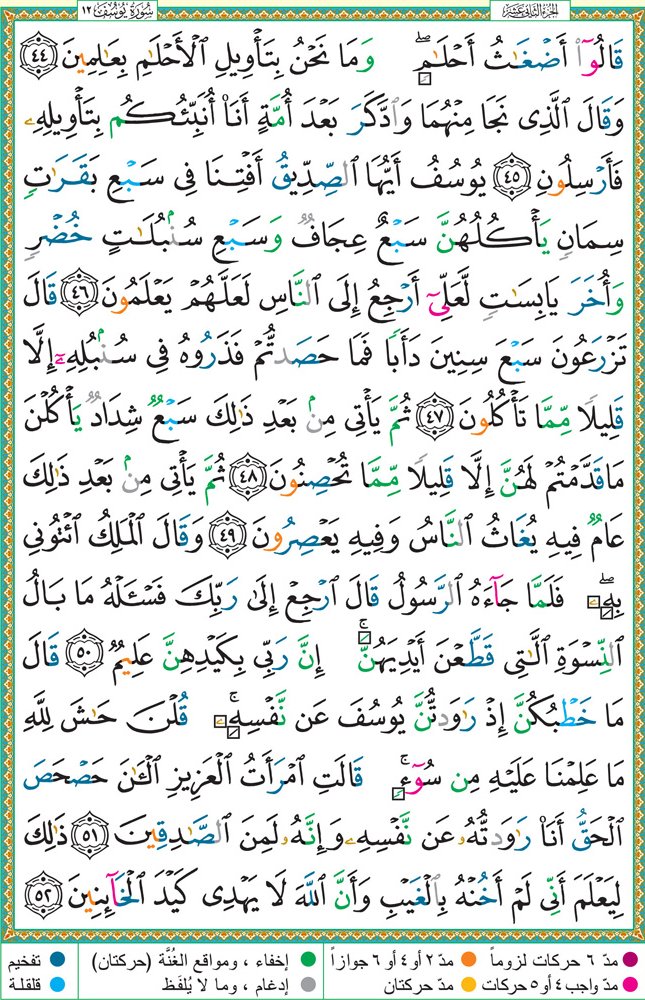 الجزء الثاني عشر
سورة يوسف ١٢
قَالُوٓا۟ أَضْغَـٰثُ أَحْلَـٰمٍۢ ۖ وَمَا نَحْنُ بِتَأْوِيلِ ٱلْأَحْلَـٰمِ بِعَـٰلِمِينَ ٤٤
وَقَالَ ٱلَّذِى نَجَا مِنْهُمَا وَٱدَّكَرَ بَعْدَ أُمَّةٍ أَنَا۠ أُنَبِّئُكُم بِتَأْوِيلِهِۦ
فَأَرْسِلُونِ ٤٥ يُوسُفُ أَيُّهَا ٱلصِّدِّيقُ أَفْتِنَا فِى سَبْعِ بَقَرَٰتٍۢ
سِمَانٍۢ يَأْكُلُهُنَّ سَبْعٌ عِجَافٌۭ وَسَبْعِ سُنۢبُلَـٰتٍ خُضْرٍۢ
وَأُخَرَ يَابِسَـٰتٍۢ لَّعَلِّىٓ أَرْجِعُ إِلَى ٱلنَّاسِ لَعَلَّهُمْ يَعْلَمُونَ ٤٦ قَالَ
تَزْرَعُونَ سَبْعَ سِنِينَ دَأَبًۭا فَمَا حَصَدتُّمْ فَذَرُوهُ فِى سُنۢبُلِهِۦٓ إِلَّا
قَلِيلًۭا مِّمَّا تَأْكُلُونَ ٤٧ ثُمَّ يَأْتِى مِنۢ بَعْدِ ذَٰلِكَ سَبْعٌۭ شِدَادٌۭ يَأْكُلْنَ
مَا قَدَّمْتُمْ لَهُنَّ إِلَّا قَلِيلًۭا مِّمَّا تُحْصِنُونَ ٤٨ ثُمَّ يَأْتِى مِنۢ بَعْدِ ذَٰلِكَ
عَامٌۭ فِيهِ يُغَاثُ ٱلنَّاسُ وَفِيهِ يَعْصِرُونَ ٤٩ وَقَالَ ٱلْمَلِكُ ٱئْتُونِى
بِهِۦ ۖ فَلَمَّا جَآءَهُ ٱلرَّسُولُ قَالَ ٱرْجِعْ إِلَىٰ رَبِّكَ فَسْـَٔلْهُ مَا بَالُ
ٱلنِّسْوَةِ ٱلَّـٰتِى قَطَّعْنَ أَيْدِيَهُنَّ ۚ إِنَّ رَبِّى بِكَيْدِهِنَّ عَلِيمٌۭ ٥٠ قَالَ
مَا خَطْبُكُنَّ إِذْ رَٰوَدتُّنَّ يُوسُفَ عَن نَّفْسِهِۦ ۚ قُلْنَ حَـٰشَ لِلَّهِ
مَا عَلِمْنَا عَلَيْهِ مِن سُوٓءٍۢ ۚ قَالَتِ ٱمْرَأَتُ ٱلْعَزِيزِ ٱلْـَٔـٰنَ حَصْحَصَ
ٱلْحَقُّ أَنَا۠ رَٰوَدتُّهُۥ عَن نَّفْسِهِۦ وَإِنَّهُۥ لَمِنَ ٱلصَّـٰدِقِينَ ٥١ ذَٰلِكَ
لِيَعْلَمَ أَنِّى لَمْ أَخُنْهُ بِٱلْغَيْبِ وَأَنَّ ٱللَّهَ لَا يَهْدِى كَيْدَ ٱلْخَآئِنِينَ ٥٢
مدّ ٦ حركات لزوماً مدّ ٢ أو ٤ أو ٦ جوازاً إخفاء ، ومواقع الغُنَّة (حركتان) تفخيم
مدّ واجب ٤ أو ٥ حركات مدّ حركتان إدغام ، وما لا يُلفَظ قلقلة